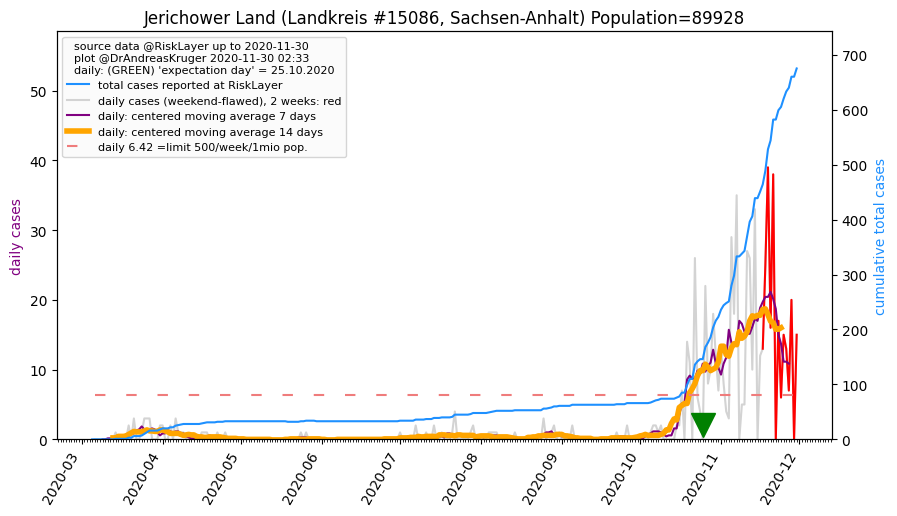 Jerichower Land (Landkreis #15086, Sachsen-Anhalt) Population=89928
source data @RiskLayer up to 2020-11-30
plot @DrAndreasKruger 2020-11-30 02:33
daily: (GREEN) 'expectation day' = 25.10.2020
total cases reported at RiskLayer
daily cases (weekend-flawed), 2 weeks: red
daily: centered moving average 7 days
daily: centered moving average 14 days
daily 6.42 =limit 500/week/1mio pop.
daily cases
50
40
30
20
10
0
700
600
500
400
300
200
100
0
cumulative total cases
2020-03
2020-04
2020-05
2020-06
2020-07
2020-08
2020-09
2020-10
2020-11
2020-12